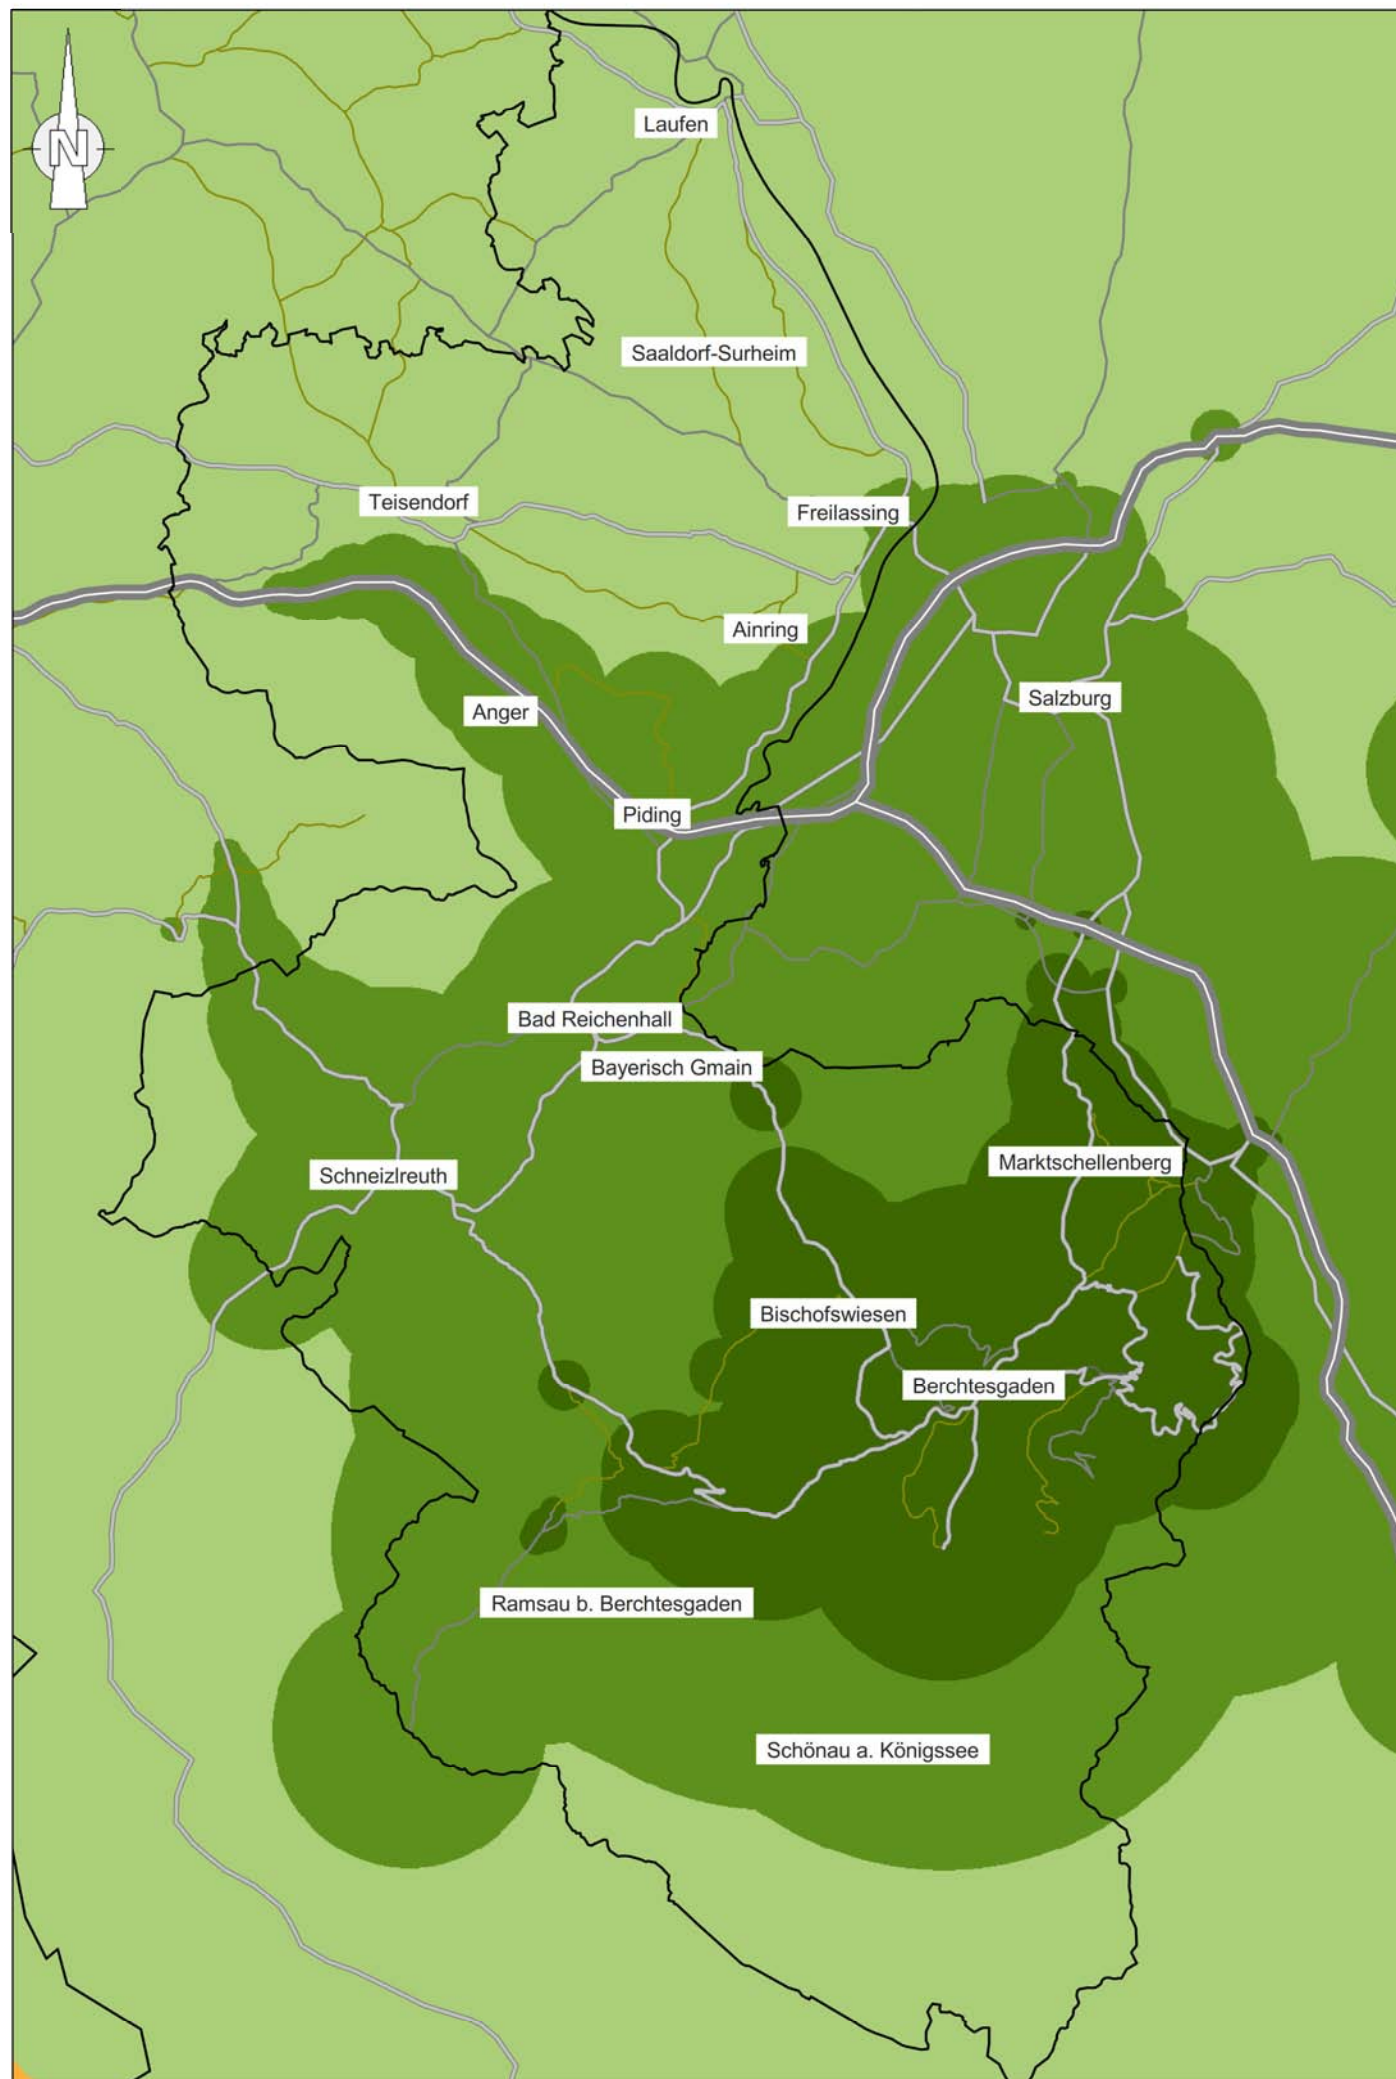 N
Laufen
Saaldorf-Surheim
Teisendorf
Freilassing
Ainring
Salzburg
Anger
Piding
Bad Reichenhall
Bayerisch Gmain
Marktschellenberg
Schneizlreuth
Bischofswiesen
Berchtesgaden
Ramsau b. Berchtesgaden
Schönau a. Königssee